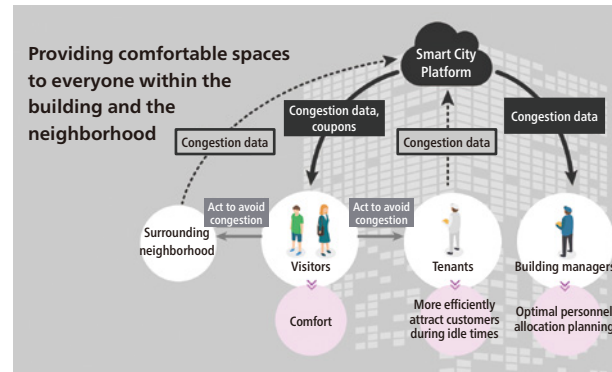 Providing comfortable spaces
to everyone within the
building and the
neighborhood
Smart City
Platform
Congestion data
Congestion data,
coupons
Congestion data
Congestion data
Act to avoid
congestion
Act to avoid
congestion
Surrounding
neighborhood
Visitors
Tenants
Building managers
Comfort
More efficiently
attract customers
during idle times
Optimal personnel
allocation planning